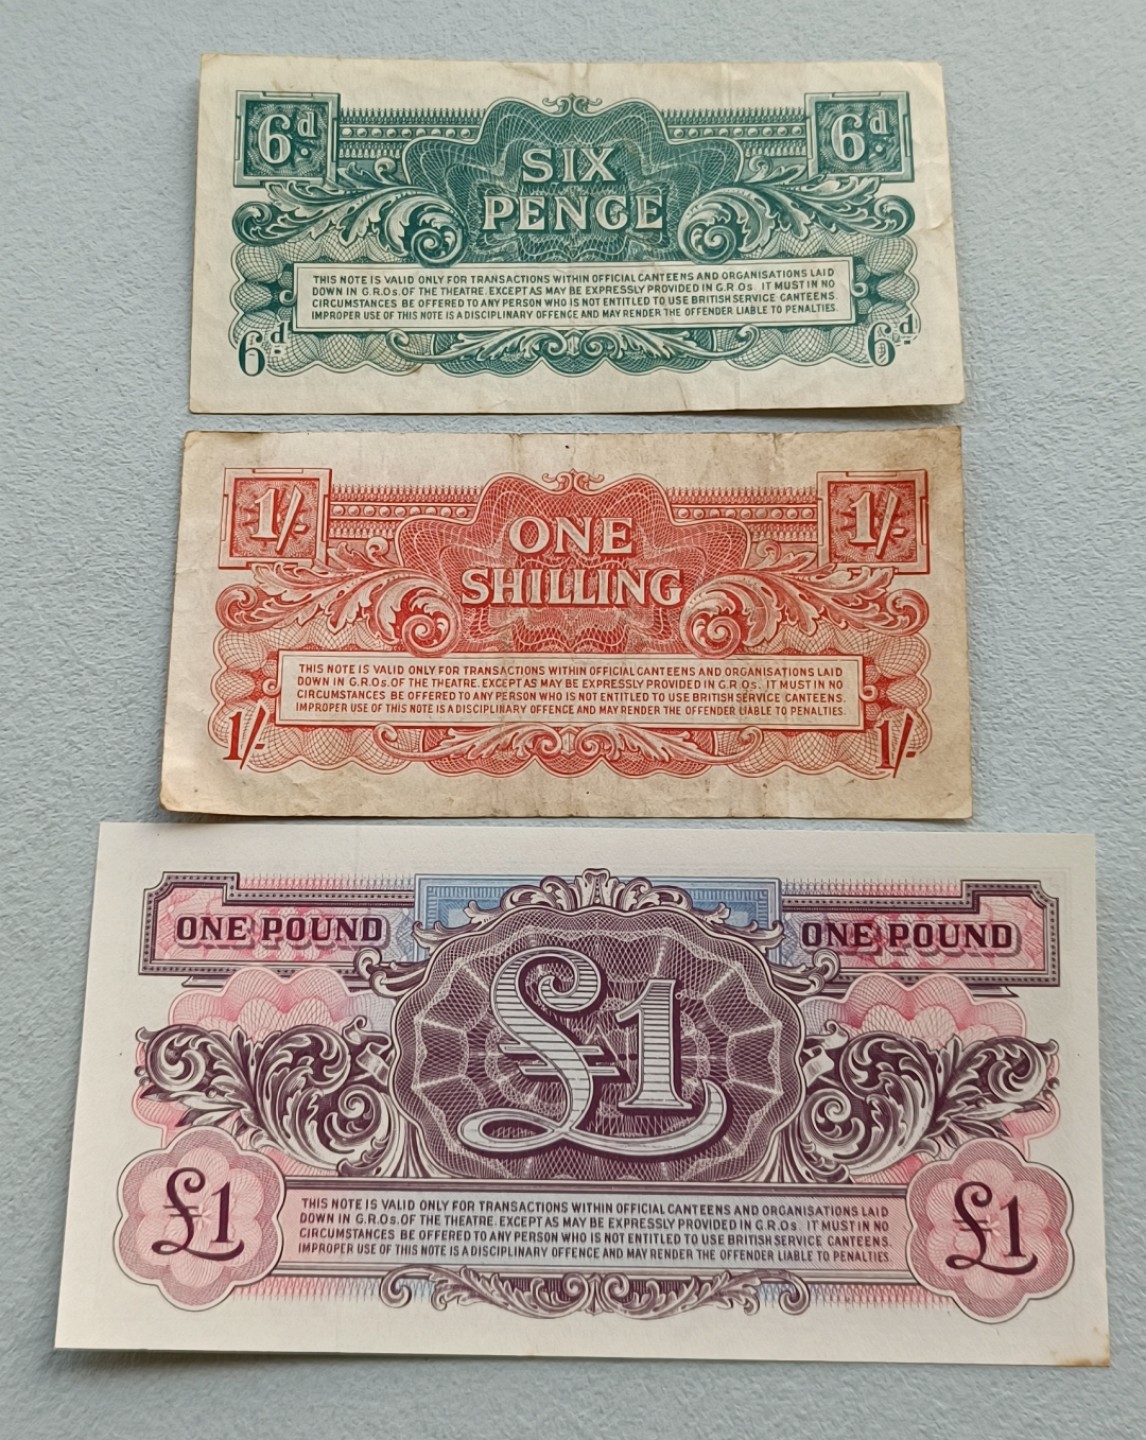 6d. 6d.
SIX
PENCE
THIS NOTE IS VALID ONLY FOR TRANSACTIONS WITHIN OFFICIAL CANTEENS AND ORGANISATIONS LAID
DOWN IN G.R.Os. OF THE THEATRE. EXCEPT AS MAY BE EXPRESSLY PROVIDED IN G.R.Os. IT MUST IN NO
CIRCUMSTANCES BE OFFERED TO ANY PERSON WHO IS NOT ENTITLED TO USE BRITISH SERVICE CANTEENS.
IMPROPER USE OF THIS NOTE IS A DISCIPLINARY OFFENCE AND MAY RENDER THE OFFENDER LIABLE TO PENALTIES.
6d. 6d.
1/- 1/-
ONE
SHILLING
THIS NOTE IS VALID ONLY FOR TRANSACTIONS WITHIN OFFICIAL CANTEENS AND ORGANISATIONS LAID
DOWN IN G.R.Os. OF THE THEATRE. EXCEPT AS MAY BE EXPRESSLY PROVIDED IN G.R.Os. IT MUST IN NO
CIRCUMSTANCES BE OFFERED TO ANY PERSON WHO IS NOT ENTITLED TO USE BRITISH SERVICE CANTEENS.
IMPROPER USE OF THIS NOTE IS A DISCIPLINARY OFFENCE AND MAY RENDER THE OFFENDER LIABLE TO PENALTIES.
1/- 1/-
ONE POUND ONE POUND
£1
£1 £1
THIS NOTE IS VALID ONLY FOR TRANSACTIONS WITHIN OFFICIAL CANTEENS AND ORGANISATIONS LAID
DOWN IN G.R.Os. OF THE THEATRE. EXCEPT AS MAY BE EXPRESSLY PROVIDED IN G.R.Os. IT MUST IN NO
CIRCUMSTANCES BE OFFERED TO ANY PERSON WHO IS NOT ENTITLED TO USE BRITISH SERVICE CANTEENS.
IMPROPER USE OF THIS NOTE IS A DISCIPLINARY OFFENCE AND MAY RENDER THE OFFENDER LIABLE TO PENALTIES.